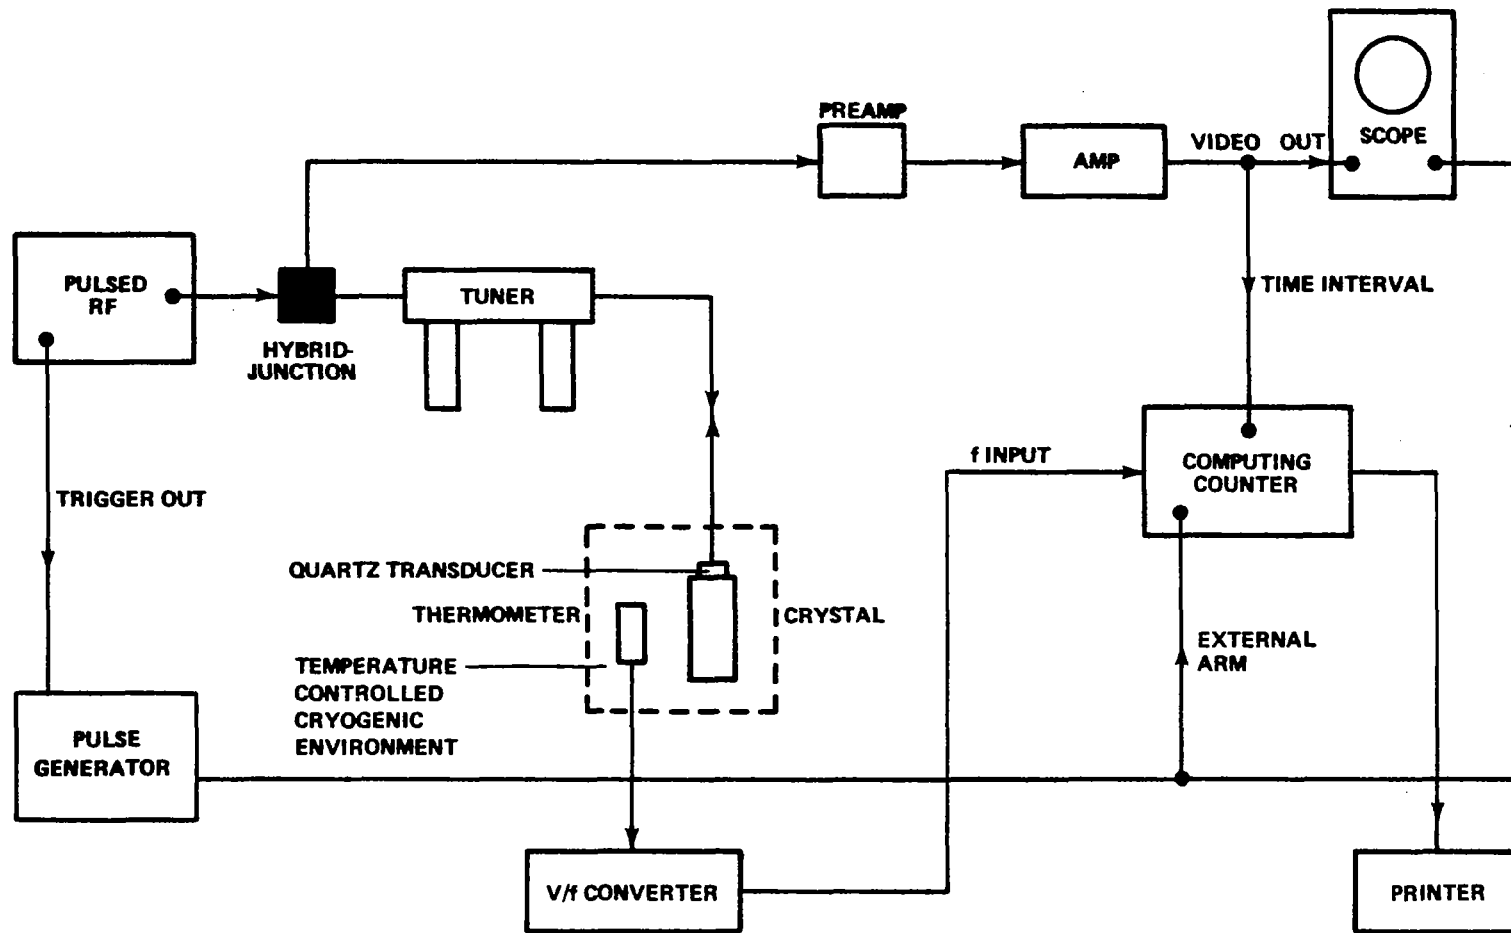 PREAMP
SCOPE
VIDEO OUT
AMP
PULSED
RF
TUNER
TIME INTERVAL
HYBRID-
JUNCTION
f INPUT
COMPUTING
COUNTER
TRIGGER OUT
QUARTZ TRANSDUCER
THERMOMETER
CRYSTAL
EXTERNAL
ARM
TEMPERATURE
CONTROLLED
CRYOGENIC
ENVIRONMENT
PULSE
GENERATOR
V/f CONVERTER
PRINTER